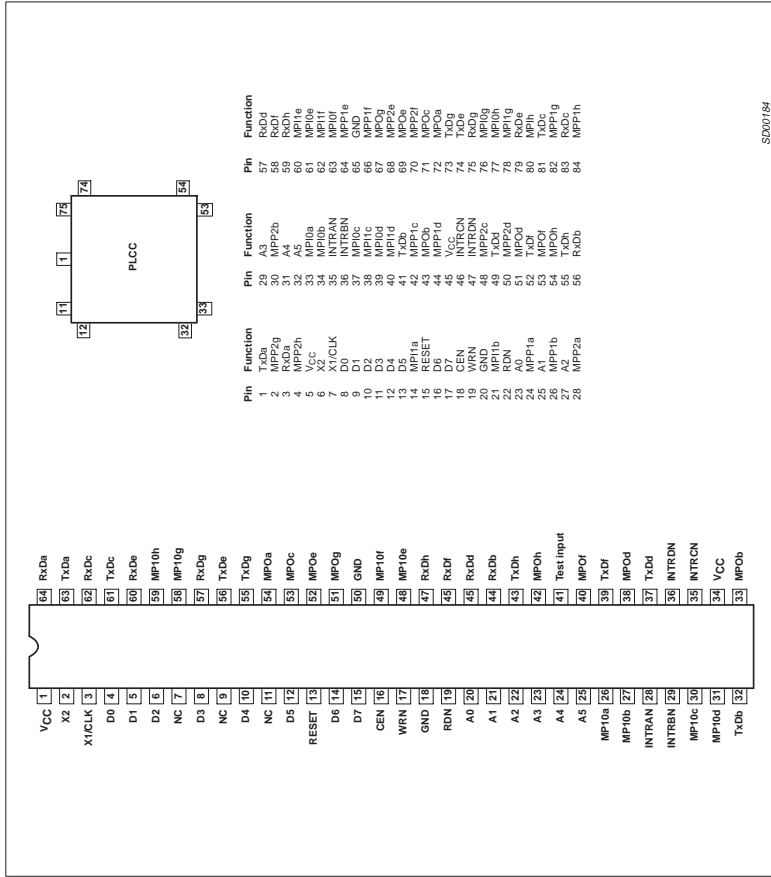 VCC 1 64 RxDa
X2 2 63 TxDa
X1/CLK 3 62 RxDc
D0 4 61 TxDc
D1 5 60 RxDe
D2 6 59 MP10h
NC 7 58 MP10g
D3 8 57 RxDg
NC 9 56 TxDe
D4 10 55 TxDg
NC 11 54 MPOa
D5 12 53 MPOc
RESET 13 52 MPOe
D6 14 51 MPOg
D7 15 50 GND
CEN 16 49 MP10f
WRN 17 48 MP10e
GND 18 47 RxDh
RDN 19 45 RxDf
A0 20 45 RxDd
A1 21 44 RxDb
A2 22 43 TxDh
A3 23 42 MPOh
A4 24 41 Test input
A5 25 40 MPOf
MP10a 26 39 TxDf
MP10b 27 38 MPOd
INTRAN 28 37 TxDd
INTRBN 29 36 INTRDN
MP10c 30 35 INTRCN
MP10d 31 34 VCC
TxDb 32 33 MPOb
11 1 75
12 74
PLCC
32 54
33 53
Pin Function
1 TxDa
2 MPP2g
3 RxDa
4 MPP2h
5 VCC
6 X2
7 X1/CLK
8 D0
9 D1
10 D2
11 D3
12 D4
13 D5
14 MPI1a
15 RESET
16 D6
17 D7
18 CEN
19 WRN
20 GND
21 MPI1b
22 RDN
23 A0
24 MPP1a
25 A1
26 MPP1b
27 A2
28 MPP2a
Pin Function
29 A3
30 MPP2b
31 A4
32 A5
33 MPI0a
34 MPI0b
35 INTRAN
36 INTRBN
37 MPI0c
38 MPI1c
39 MPI0d
40 MPI1d
41 TxDb
42 MPP1c
43 MPOb
44 MPP1d
45 VCC
46 INTRCN
47 INTRDN
48 MPP2c
49 TxDd
50 MPP2d
51 MPOd
52 TxDf
53 MPOf
54 MPOh
55 TxDh
56 RxDb
Pin Function
57 RxDd
58 RxDf
59 RxDh
60 MPI1e
61 MPI0e
62 MPI1f
63 MPI0f
64 MPP1e
65 GND
66 MPP1f
67 MPOg
68 MPP2e
69 MPOe
70 MPP2f
71 MPOc
72 MPOa
73 TxDg
74 TxDe
75 RxDg
76 MPI0g
77 MPI0h
78 MPI1g
79 RxDe
80 MPIh
81 TxDc
82 MPP1g
83 RxDc
84 MPP1h
SD00184